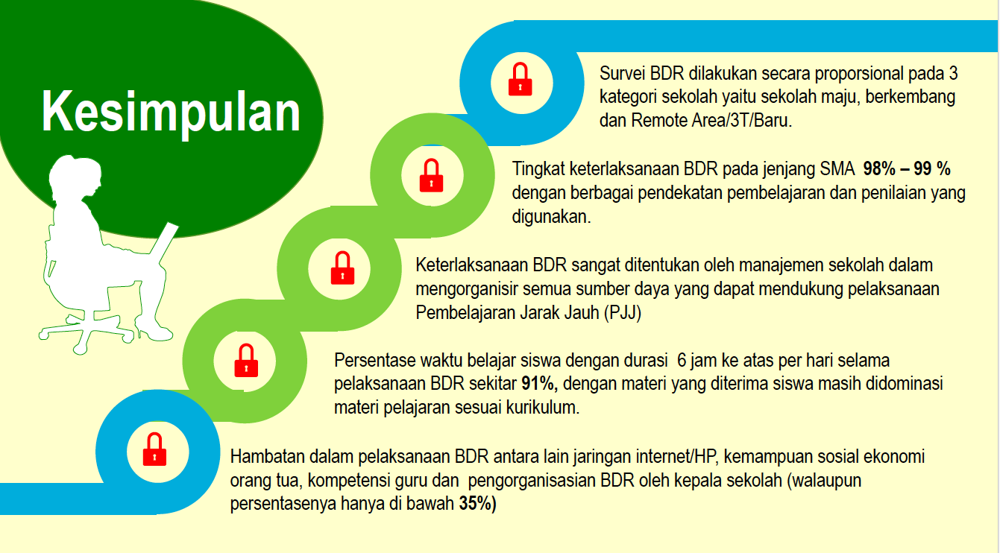 Kesimpulan
Survei BDR dilakukan secara proporsional pada 3
kategori sekolah yaitu sekolah maju, berkembang
dan Remote Area/3T/Baru.
Tingkat keterlaksanaan BDR pada jenjang SMA 98% – 99 %
dengan berbagai pendekatan pembelajaran dan penilaian yang
digunakan.
Keterlaksanaan BDR sangat ditentukan oleh manajemen sekolah dalam
mengorganisir semua sumber daya yang dapat mendukung pelaksanaan
Pembelajaran Jarak Jauh (PJJ)
Persentase waktu belajar siswa dengan durasi 6 jam ke atas per hari selama
pelaksanaan BDR sekitar 91%, dengan materi yang diterima siswa masih didominasi
materi pelajaran sesuai kurikulum.
Hambatan dalam pelaksanaan BDR antara lain jaringan internet/HP, kemampuan sosial ekonomi
orang tua, kompetensi guru dan pengorganisasian BDR oleh kepala sekolah (walaupun
persentasenya hanya di bawah 35%)